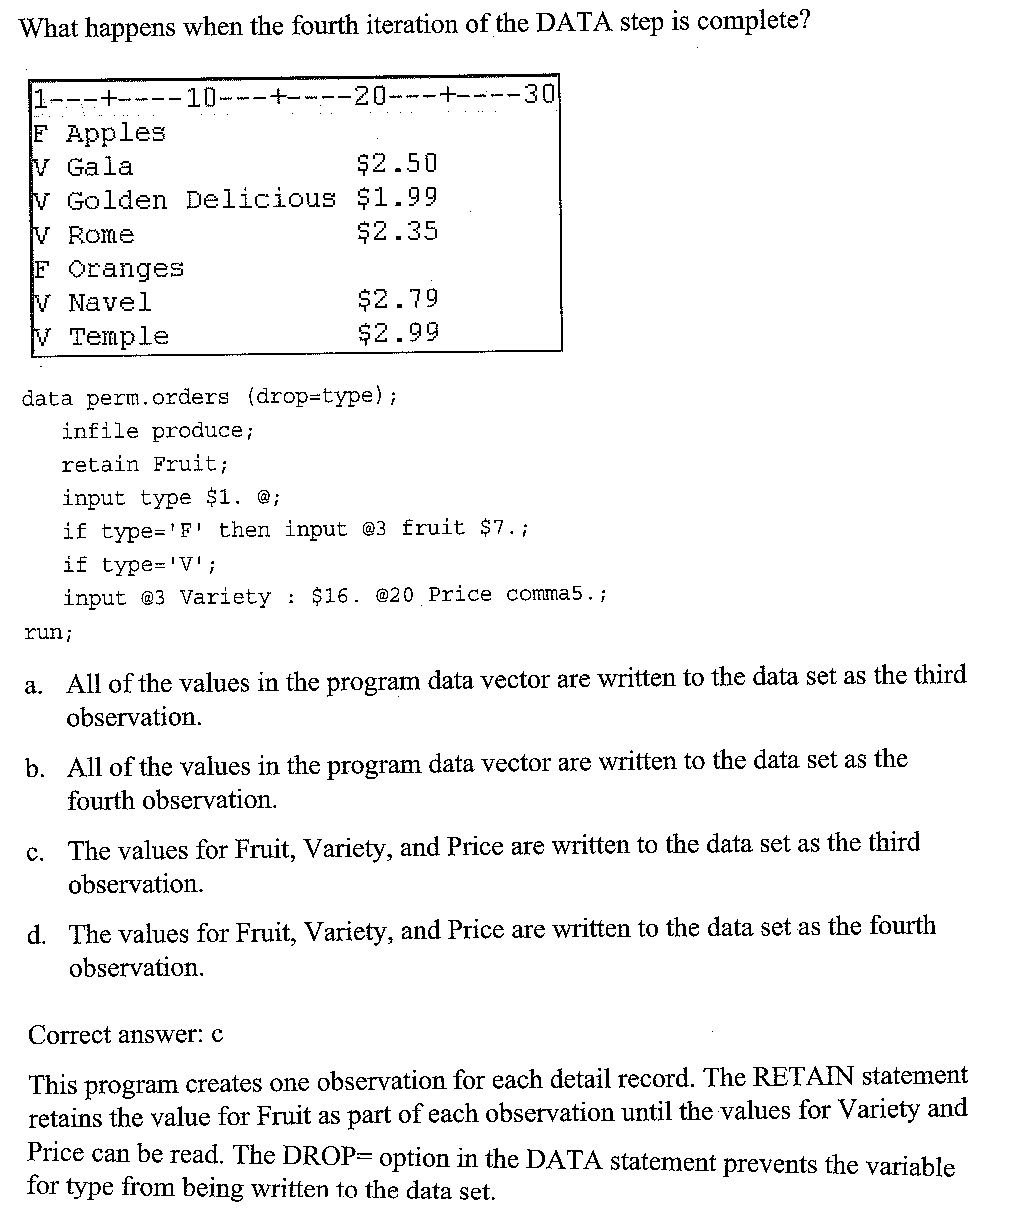 What happens when the fourth iteration of the DATA step is complete?
1---+----10---+----20---+----30
F Apples
V Gala             $2.50
V Golden Delicious $1.99
V Rome             $2.35
F Oranges
V Navel            $2.79
V Temple           $2.99
data perm.orders (drop=type);
   infile produce;
   retain Fruit;
   input type $1. @;
   if type='F' then input @3 fruit $7.;
   if type='V';
   input @3 Variety : $16. @20 Price comma5.;
run;
a. All of the values in the program data vector are written to the data set as the third
observation.
b. All of the values in the program data vector are written to the data set as the
fourth observation.
c. The values for Fruit, Variety, and Price are written to the data set as the third
observation.
d. The values for Fruit, Variety, and Price are written to the data set as the fourth
observation.
Correct answer: c
This program creates one observation for each detail record. The RETAIN statement
retains the value for Fruit as part of each observation until the values for Variety and
Price can be read. The DROP= option in the DATA statement prevents the variable
for type from being written to the data set.